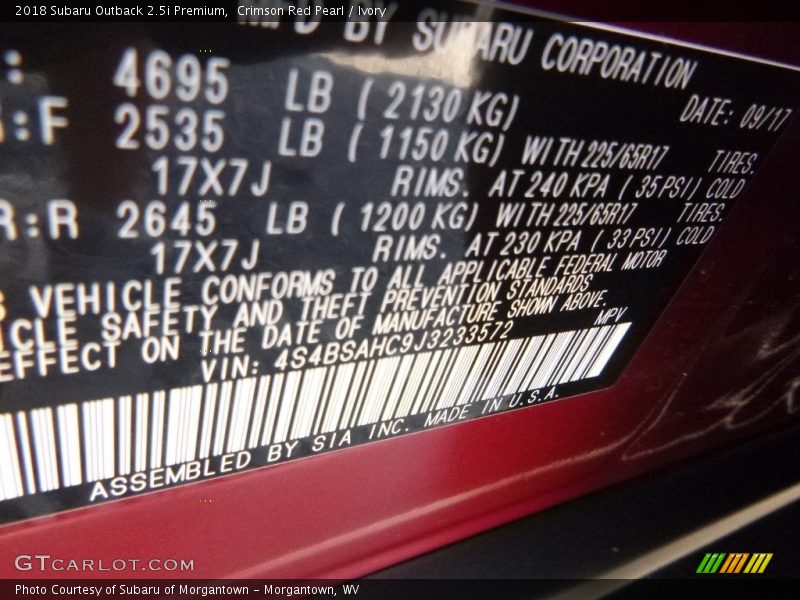 2018 Subaru Outback 2.5i Premium, Crimson Red Pearl / Ivory
BY SUBARU CORPORATION
4695 LB ( 2130 KG) DATE: 09/17
:F 2535 LB ( 1150 KG) WITH 225/65R17 TIRES.
17X7J RIMS. AT 240 KPA ( 35 PSI) COLD
R:R 2645 LB ( 1200 KG) WITH 225/65R17 TIRES.
17X7J RIMS. AT 230 KPA ( 33 PSI) COLD
S VEHICLE CONFORMS TO ALL APPLICABLE FEDERAL MOTOR
ICLE SAFETY AND THEFT PREVENTION STANDARDS
EFFECT ON THE DATE OF MANUFACTURE SHOWN ABOVE.
VIN: 4S4BSAHC9J3233572 MPV
ASSEMBLED BY SIA INC. MADE IN U.S.A.
GTCARLOT.COM
Photo Courtesy of Subaru of Morgantown - Morgantown, WV